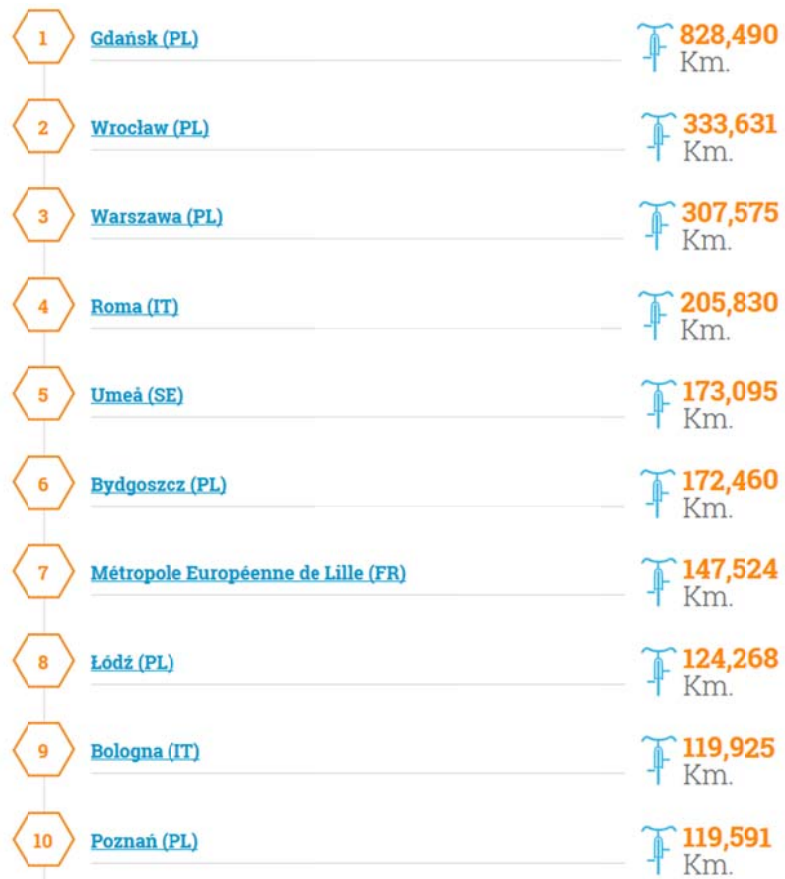 1
Gdańsk (PL)
828,490
Km.
2
Wrocław (PL)
333,631
Km.
3
Warszawa (PL)
307,575
Km.
4
Roma (IT)
205,830
Km.
5
Umeå (SE)
173,095
Km.
6
Bydgoszcz (PL)
172,460
Km.
7
Métropole Européenne de Lille (FR)
147,524
Km.
8
Łódź (PL)
124,268
Km.
9
Bologna (IT)
119,925
Km.
10
Poznań (PL)
119,591
Km.